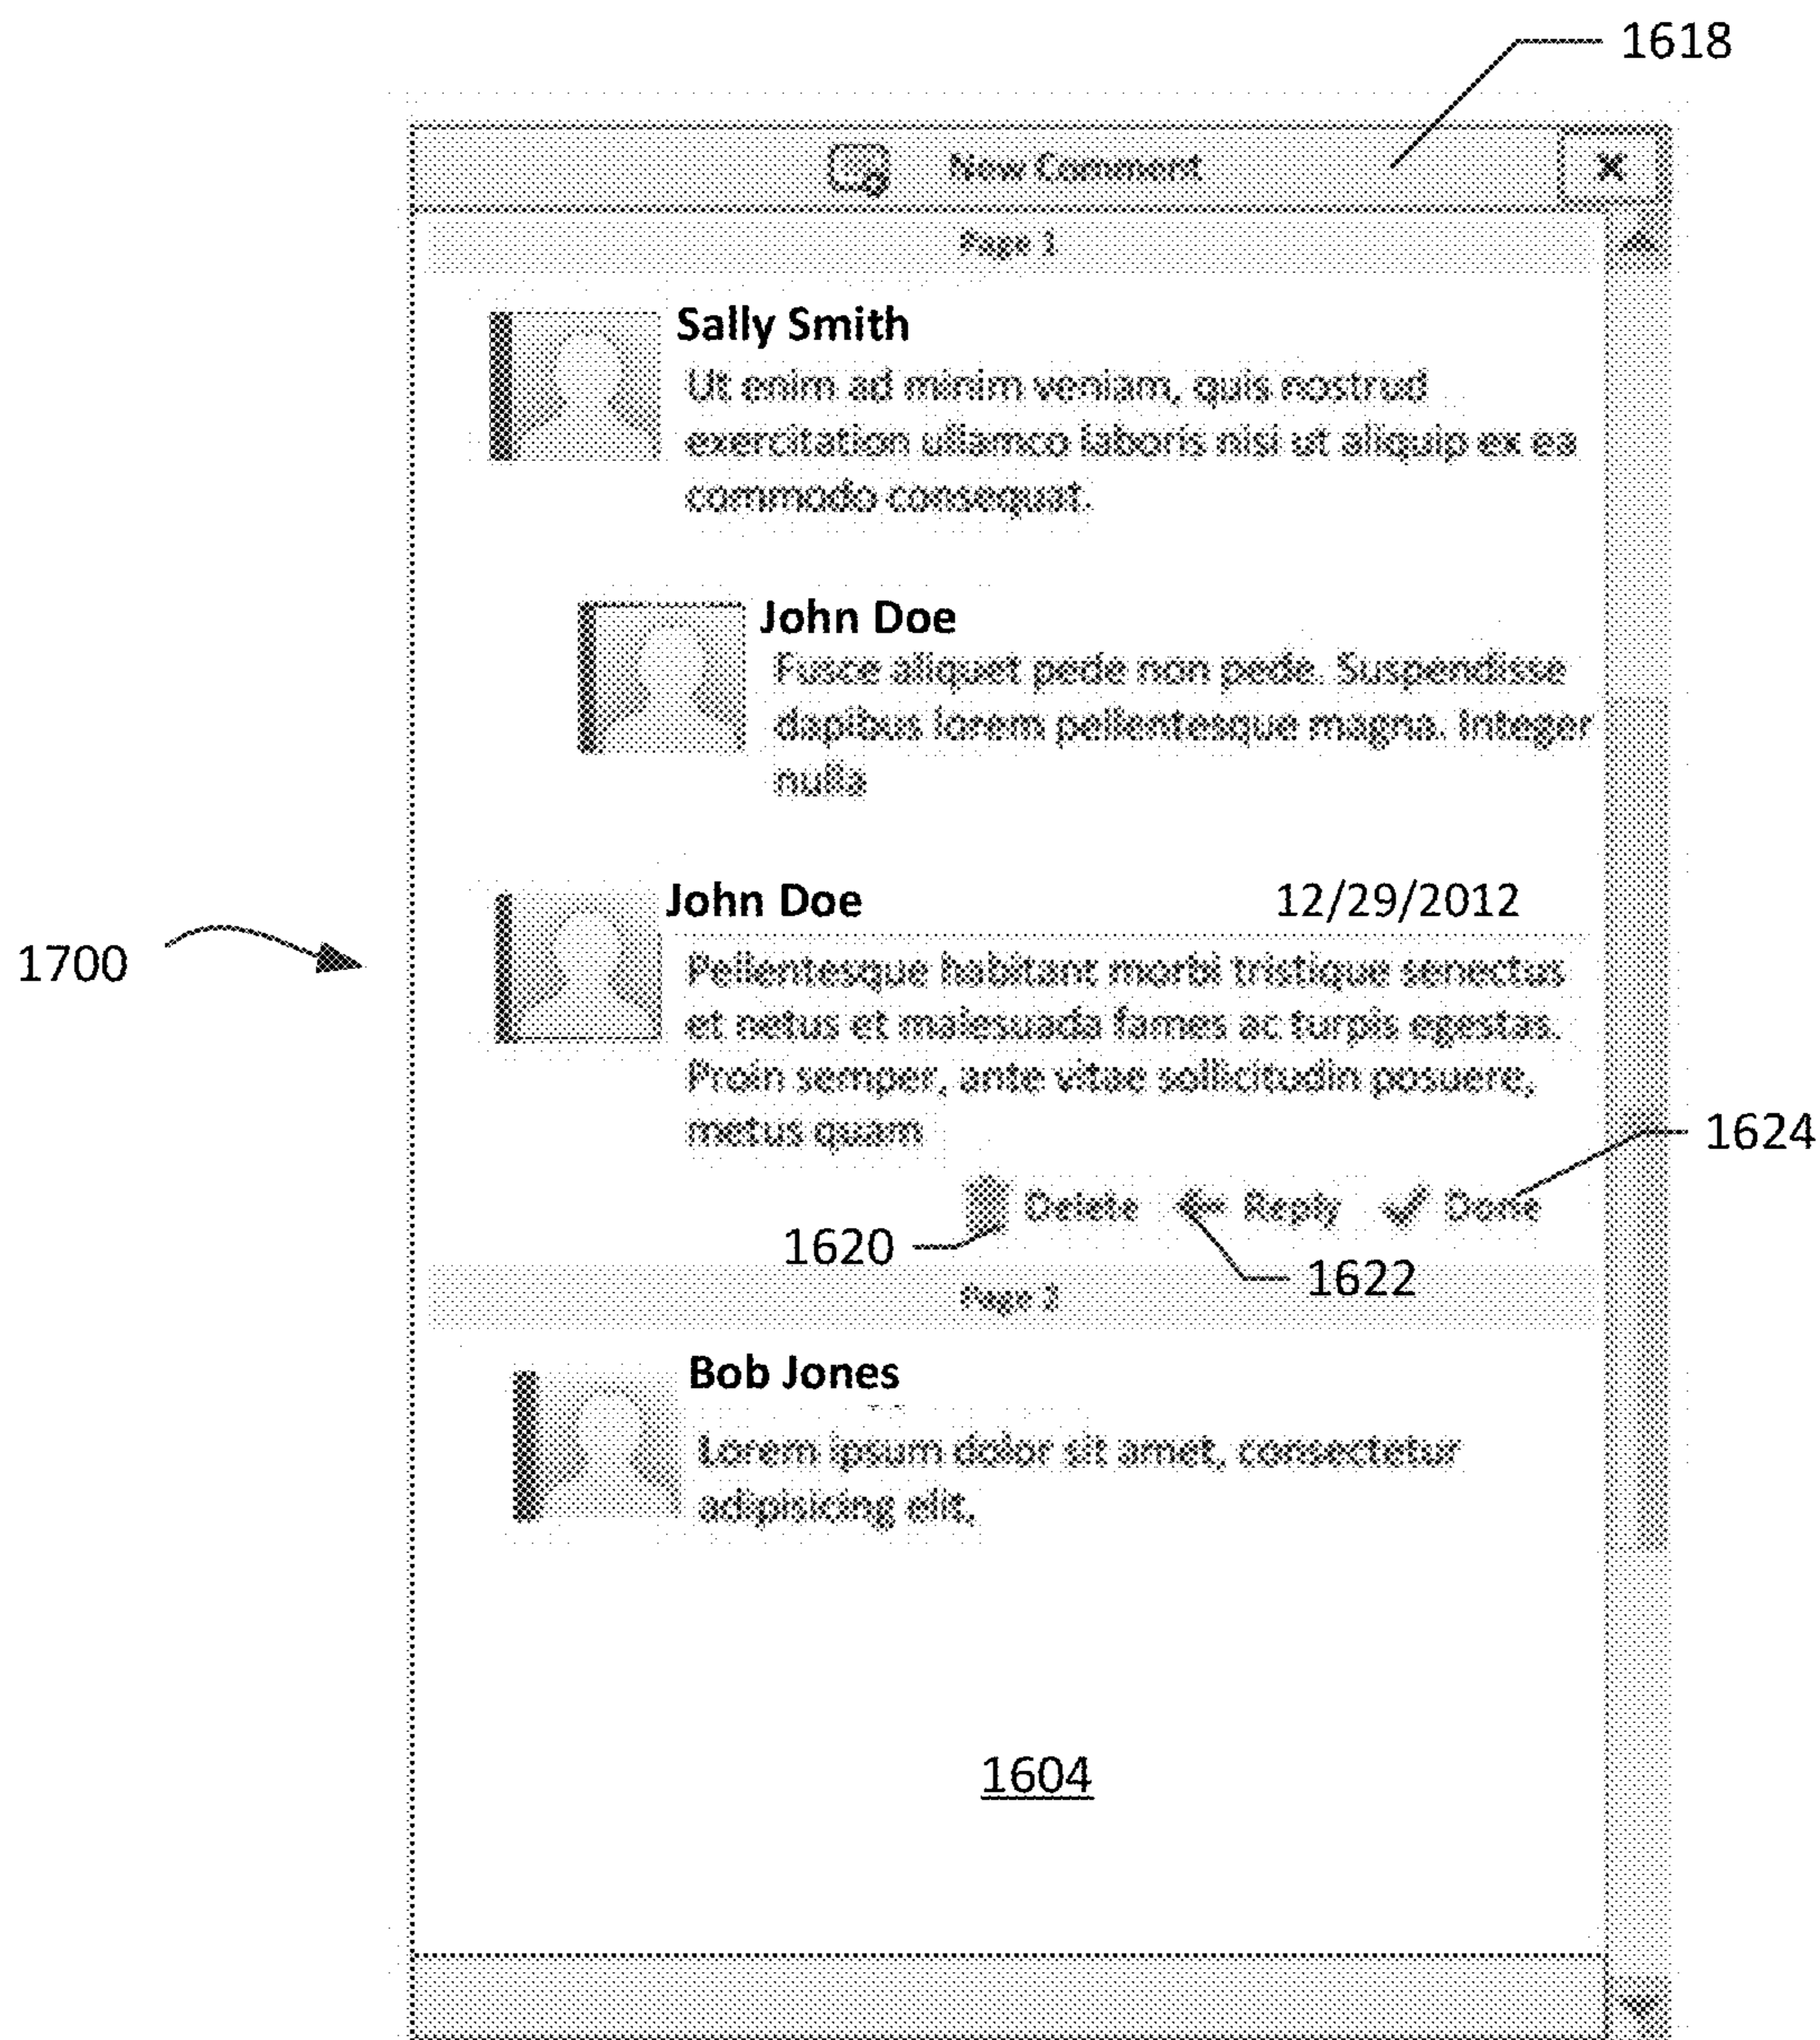 1618
New Comment
Page 1
Sally Smith
Ut enim ad minim veniam, quis nostrud
exercitation ullamco laboris nisi ut aliquip ex ea
commodo consequat.
John Doe
Fusce aliquet pede non pede. Suspendisse
dapibus lorem pellentesque magna. Integer
nulla
John Doe 12/29/2012
1700
Pellentesque habitant morbi tristique senectus
et netus et malesuada fames ac turpis egestas.
Proin semper, ante vitae sollicitudin posuere,
metus quam
1624
Delete Reply Done
1620
1622
Page 2
Bob Jones
Lorem ipsum dolor sit amet, consectetur
adipisicing elit,
1604